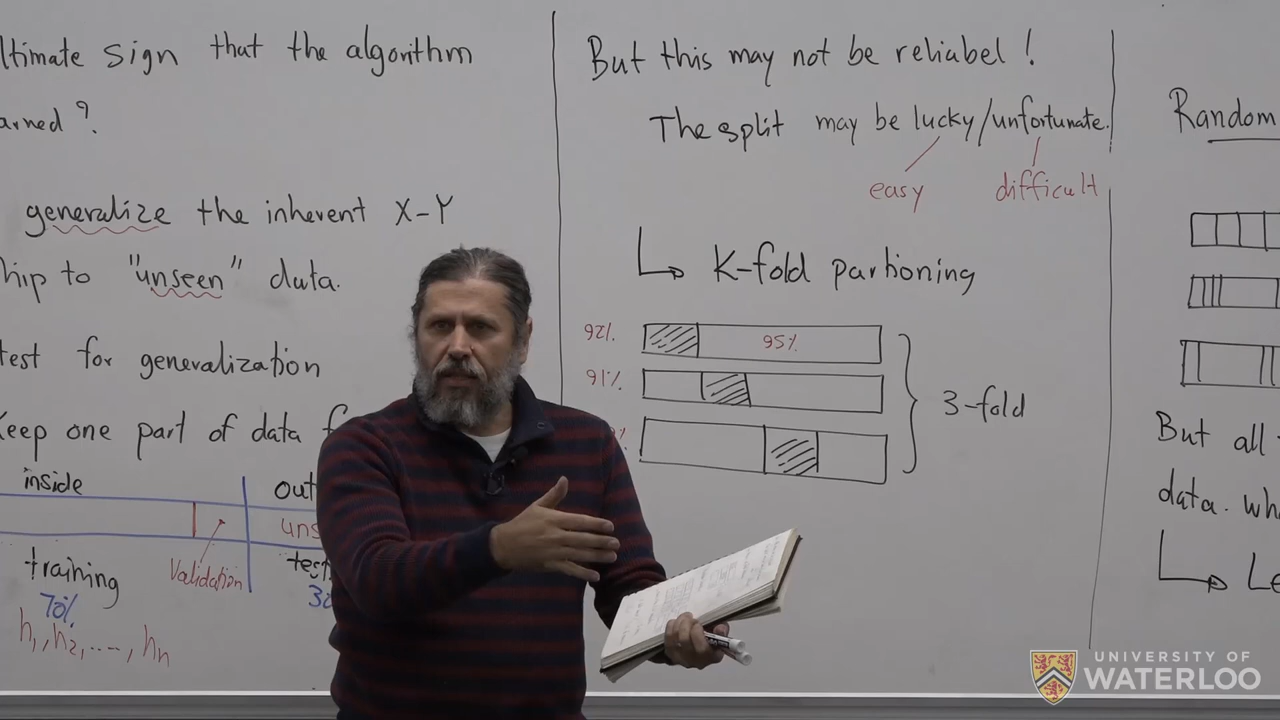 ltimate sign that the algorithm
arned?
generalize the inherent X-Y
hip to "unseen" data.
test for generalization
Keep one part of data f
inside
out
uns
Validation
training
test
70%
h1, h2, ..., hn
But this may not be reliabel!
The split may be lucky/unfortunate.
easy
difficult
K-fold partioning
92%
95%
91%
%
3-fold
Random
But all
data. wh
Le
UNIVERSITY OF
WATERLOO